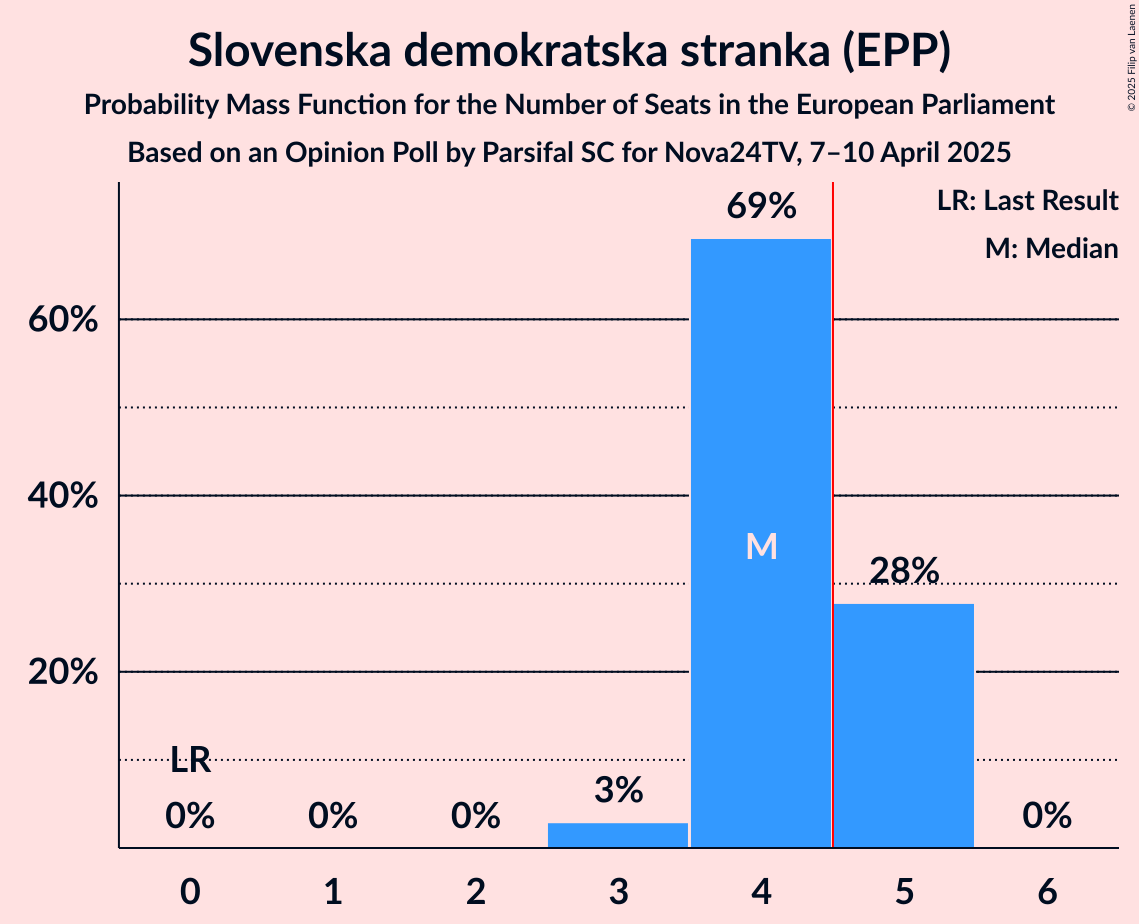 Slovenska demokratska stranka (EPP)
Probability Mass Function for the Number of Seats in the European Parliament
Based on an Opinion Poll by Parsifal SC for Nova24TV, 7–10 April 2025
© 2025 Filip van Laenen
LR: Last Result
M: Median
69%
60%
40%
M
28%
20%
LR
3%
0%
0%
0%
0%
0 1 2 3 4 5 6